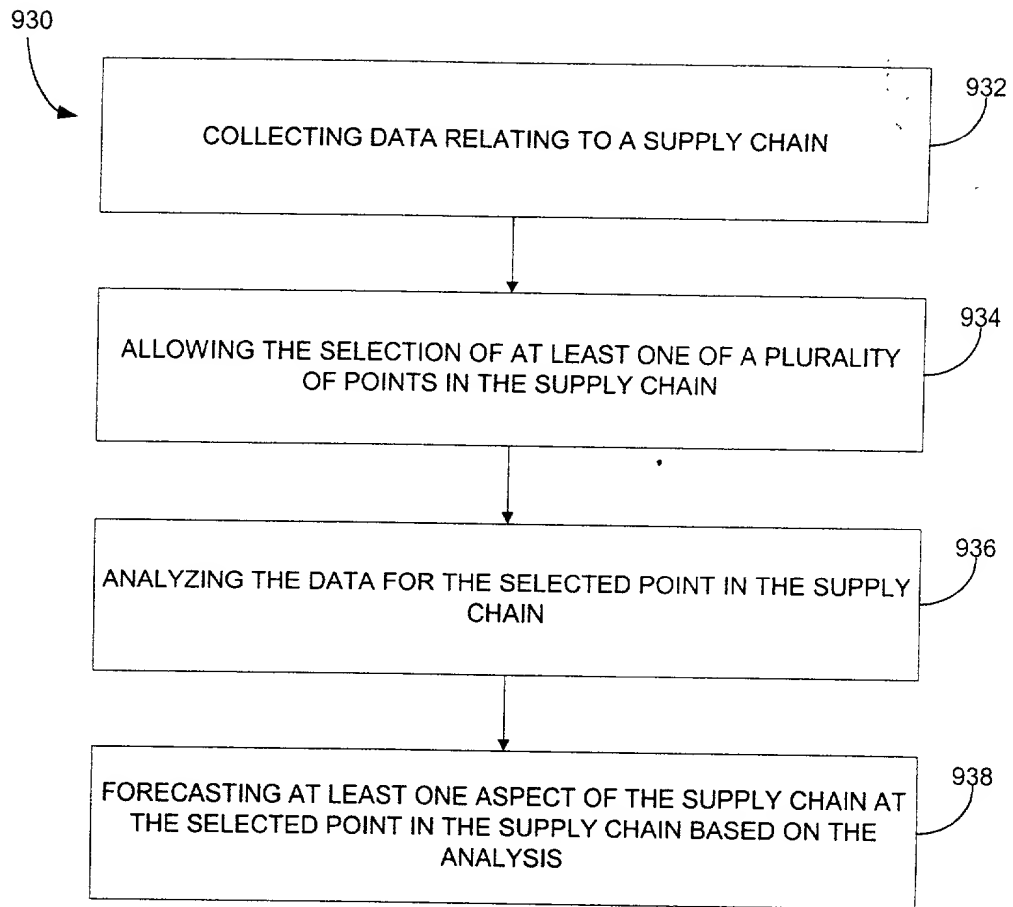 930
932
COLLECTING DATA RELATING TO A SUPPLY CHAIN
934
ALLOWING THE SELECTION OF AT LEAST ONE OF A PLURALITY
OF POINTS IN THE SUPPLY CHAIN
936
ANALYZING THE DATA FOR THE SELECTED POINT IN THE SUPPLY
CHAIN
938
FORECASTING AT LEAST ONE ASPECT OF THE SUPPLY CHAIN AT
THE SELECTED POINT IN THE SUPPLY CHAIN BASED ON THE
ANALYSIS